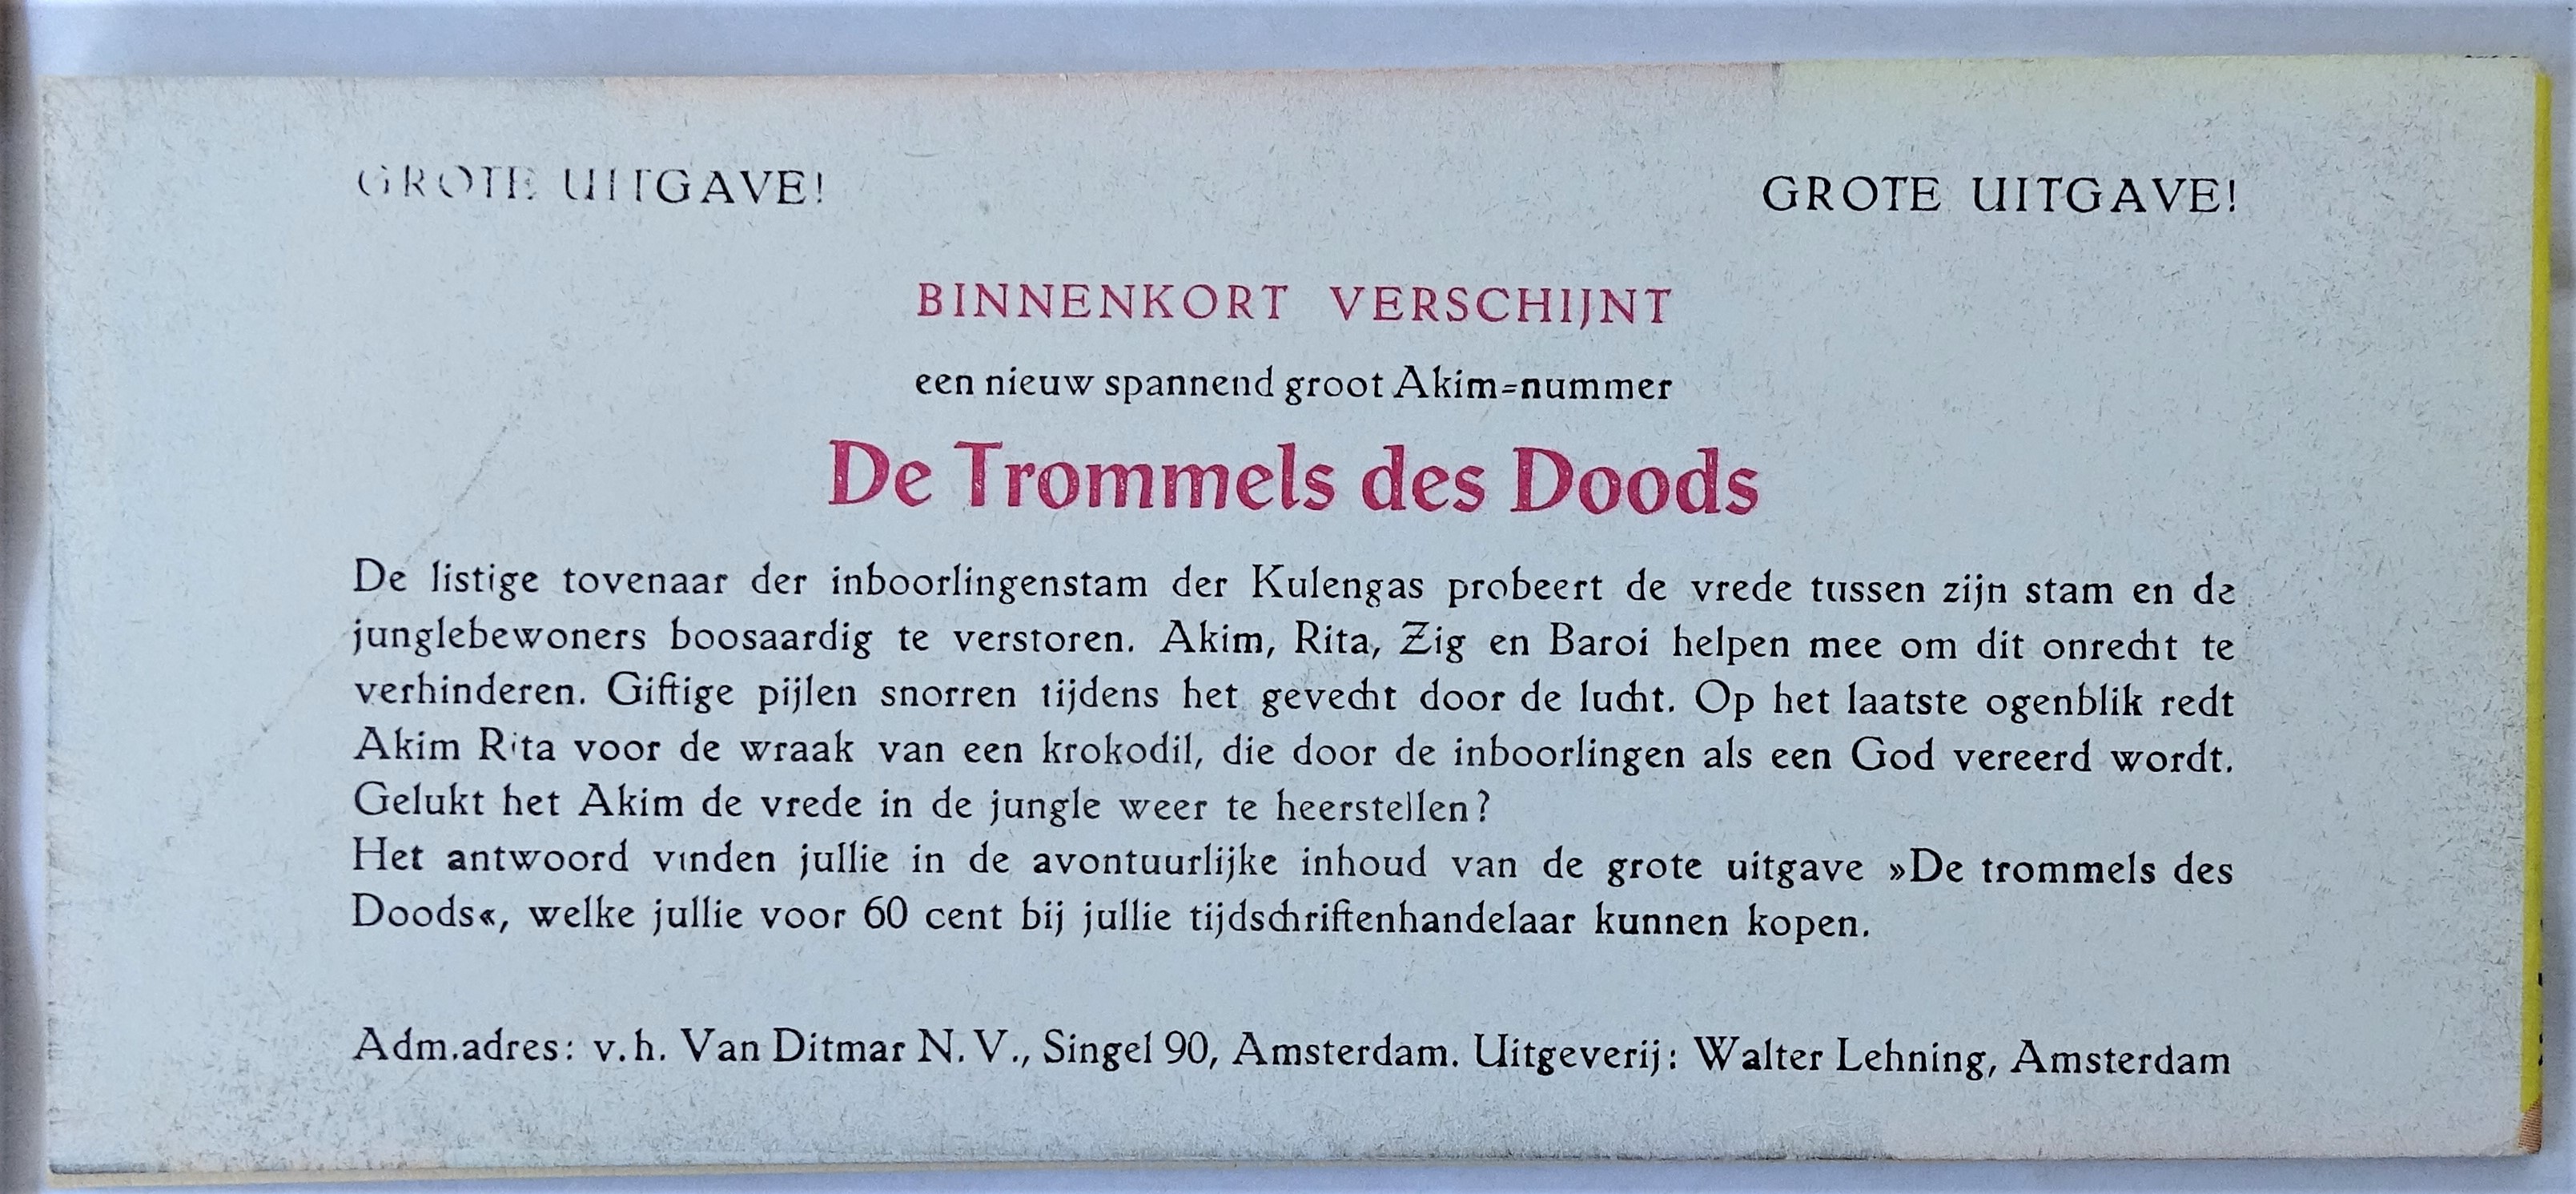 GROTE UITGAVE! GROTE UITGAVE!
BINNENKORT VERSCHIJNT
een nieuw spannend groot Akim=nummer
De Trommels des Doods
De listige tovenaar der inboorlingenstam der Kulengas probeert de vrede tussen zijn stam en de
junglebewoners boosaardig te verstoren. Akim, Rita, Zig en Baroi helpen mee om dit onrecht te
verhinderen. Giftige pijlen snorren tijdens het gevecht door de lucht. Op het laatste ogenblik redt
Akim Rita voor de wraak van een krokodil, die door de inboorlingen als een God vereerd wordt.
Gelukt het Akim de vrede in de jungle weer te heerstellen?
Het antwoord vinden jullie in de avontuurlijke inhoud van de grote uitgave »De trommels des
Doods«, welke jullie voor 60 cent bij jullie tijdschriftenhandelaar kunnen kopen.
Adm.adres: v.h. Van Ditmar N.V., Singel 90, Amsterdam. Uitgeverij: Walter Lehning, Amsterdam